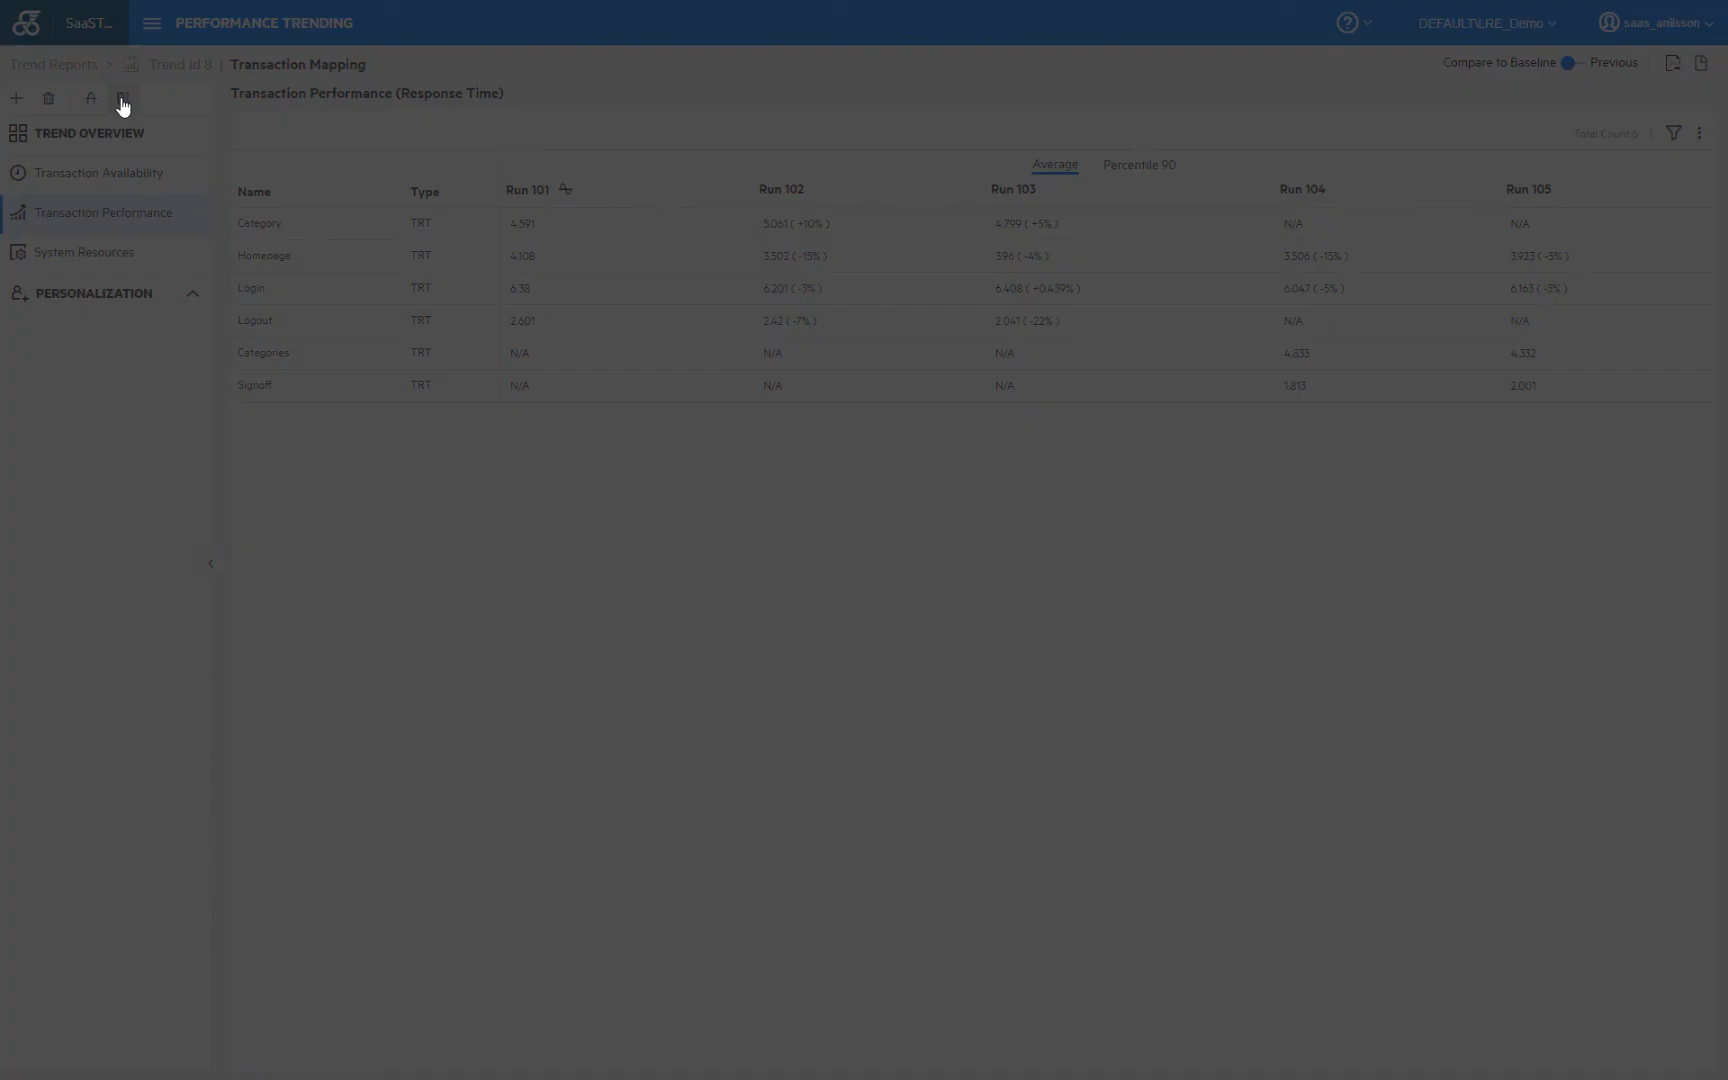 SaaST... PERFORMANCE TRENDING DEFAULT\LRE_Demo saas_anilsson
Trend Reports > Trend Id 8 | Transaction Mapping Compare to Baseline Previous
Transaction Performance (Response Time)
TREND OVERVIEW Total Count 6
Transaction Availability
Transaction Performance
System Resources
PERSONALIZATION
Average Percentile 90
Name Type Run 101 Run 102 Run 103 Run 104 Run 105
Category TRT 4.591 5.061 ( +10% ) 4.799 ( +5% ) N/A N/A
Homepage TRT 4.108 3.502 ( -15% ) 3.96 ( -4% ) 3.506 ( -15% ) 3.923 ( -5% )
Login TRT 6.38 6.201 ( -3% ) 6.408 ( +0.439% ) 6.047 ( -5% ) 6.163 ( -3% )
Logout TRT 2.601 2.42 ( -7% ) 2.041 ( -22% ) N/A N/A
Categories TRT N/A N/A N/A 4.833 4.332
Signoff TRT N/A N/A N/A 1.813 2.001